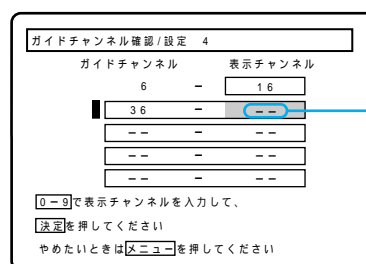 ガイドチャンネル確認/設定 4
ガイドチャンネル 表示チャンネル
6 － 16
36 － －－
－－ － －－
－－ － －－
－－ － －－
0－9で表示チャンネルを入力して、
決定を押してください
やめたいときはメニューを押してください